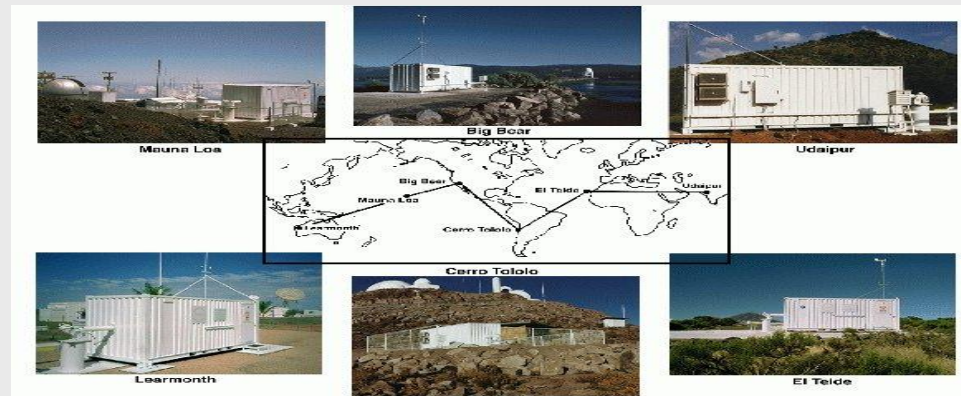 Mauna Loa
Big Bear
Udaipur
Big Bear
El Teide
Udaipur
Mauna Loa
Learmonth
Cerro Tololo
Cerro Tololo
Learmonth
El Teide